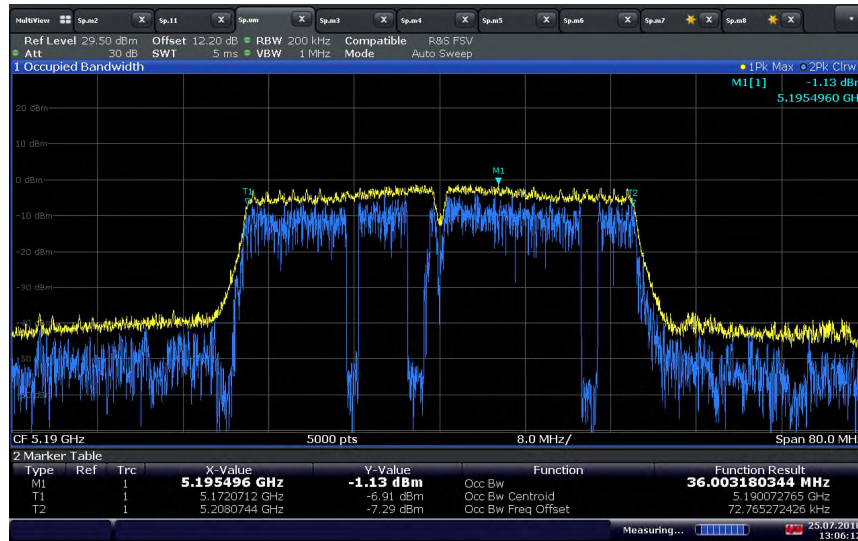 MultiView Sp.m2 X Sp.11 X Sp.um X Sp.m3 X Sp.m4 X Sp.m5 X Sp.m6 X Sp.m7 X Sp.m8 X
Ref Level 29.50 dBm Offset 12.20 dB RBW 200 kHz Compatible R&S FSV
Att 30 dB SWT 5 ms VBW 1 MHz Mode Auto Sweep
1 Occupied Bandwidth 1Pk Max 2Pk Clrw
M1[1] -1.13 dBm
5.1954960 GH
20 dBm
10 dBm
M1
0 dBm
T1 T2
-10 dBm
-20 dBm
-30 dBm
CF 5.19 GHz 5000 pts 8.0 MHz/ Span 80.0 MH
2 Marker Table
Type Ref Trc X-Value Y-Value Function Function Result
M1 1 5.195496 GHz -1.13 dBm Occ Bw 36.003180344 MHz
T1 1 5.1720712 GHz -6.91 dBm Occ Bw Centroid 5.190072765 GHz
T2 1 5.2080744 GHz -7.29 dBm Occ Bw Freq Offset 72.765272426 kHz
Measuring... 25.07.2018
13:06:12